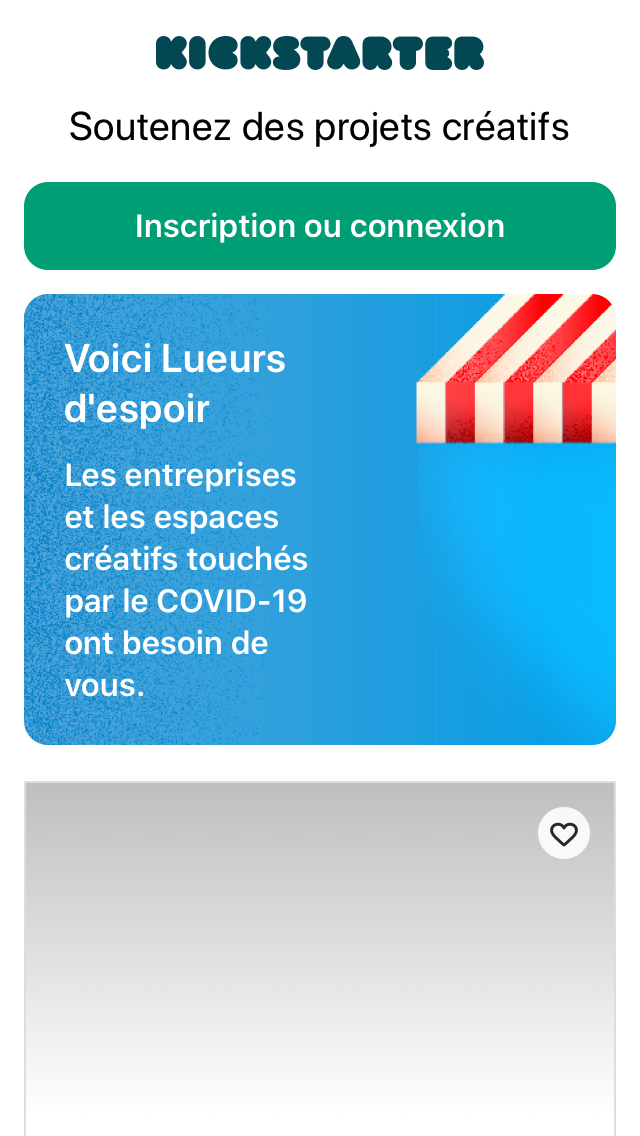 KICKSTARTER
Soutenez des projets créatifs
Inscription ou connexion
Voici Lueurs
d'espoir
Les entreprises
et les espaces
créatifs touchés
par le COVID-19
ont besoin de
vous.